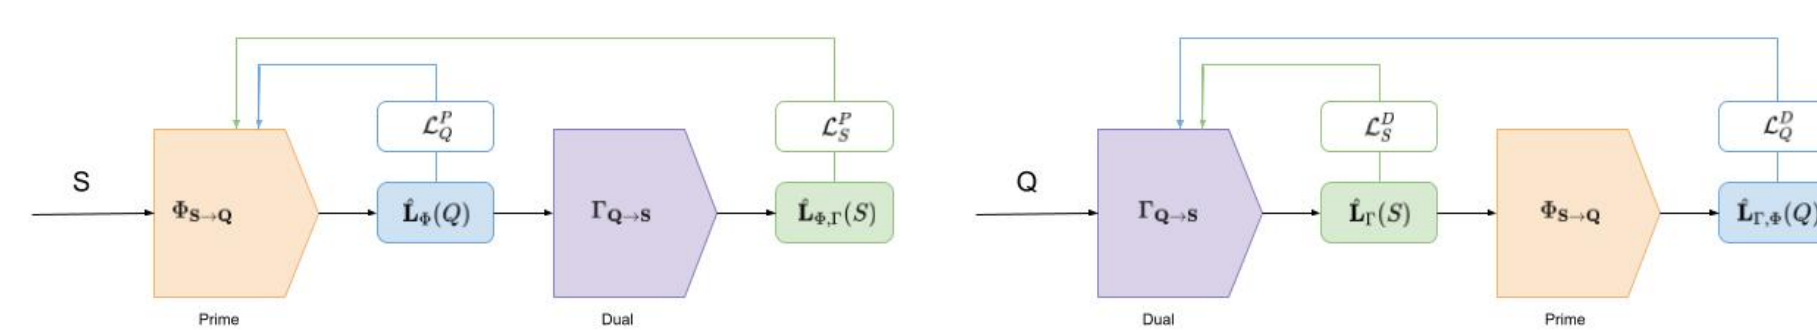 S
Φ_{S→Q}
Prime
ℒ^P_Q
L̂_Φ(Q)
Γ_{Q→S}
Dual
ℒ^P_S
L̂_{Φ,Γ}(S)
Q
Γ_{Q→S}
Dual
ℒ^D_S
L̂_Γ(S)
Φ_{S→Q}
Prime
ℒ^D_Q
L̂_{Γ,Φ}(Q)